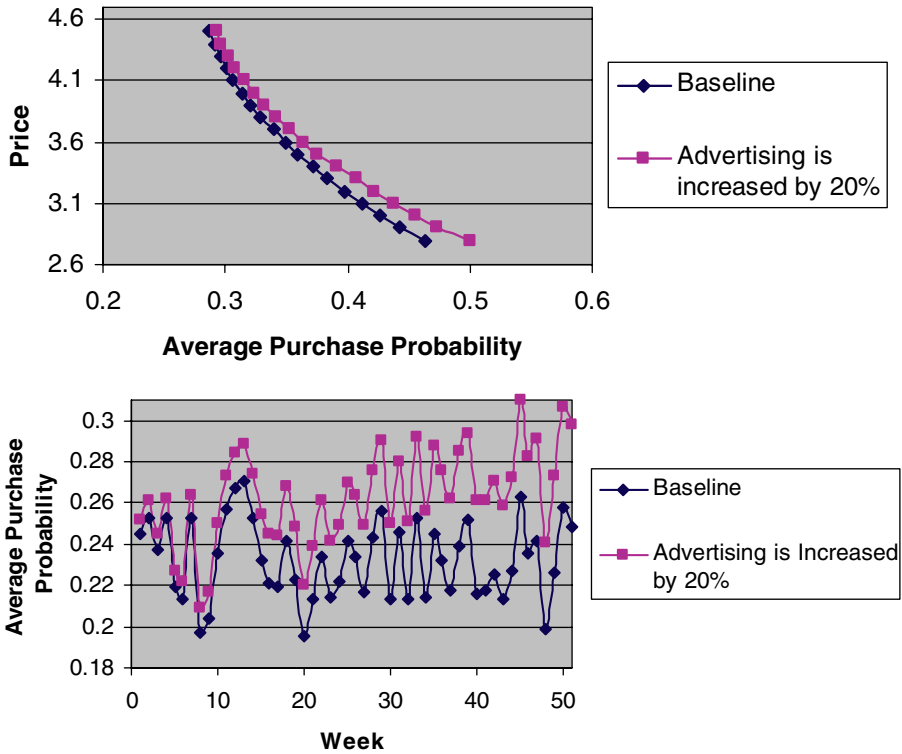 4.6
4.1
3.6
3.1
2.6
Price
0.2 0.3 0.4 0.5 0.6
Average Purchase Probability
Baseline
Advertising is
increased by 20%
0.3
0.28
0.26
0.24
0.22
0.2
0.18
Average Purchase
Probability
0 10 20 30 40 50
Week
Baseline
Advertising is Increased
by 20%